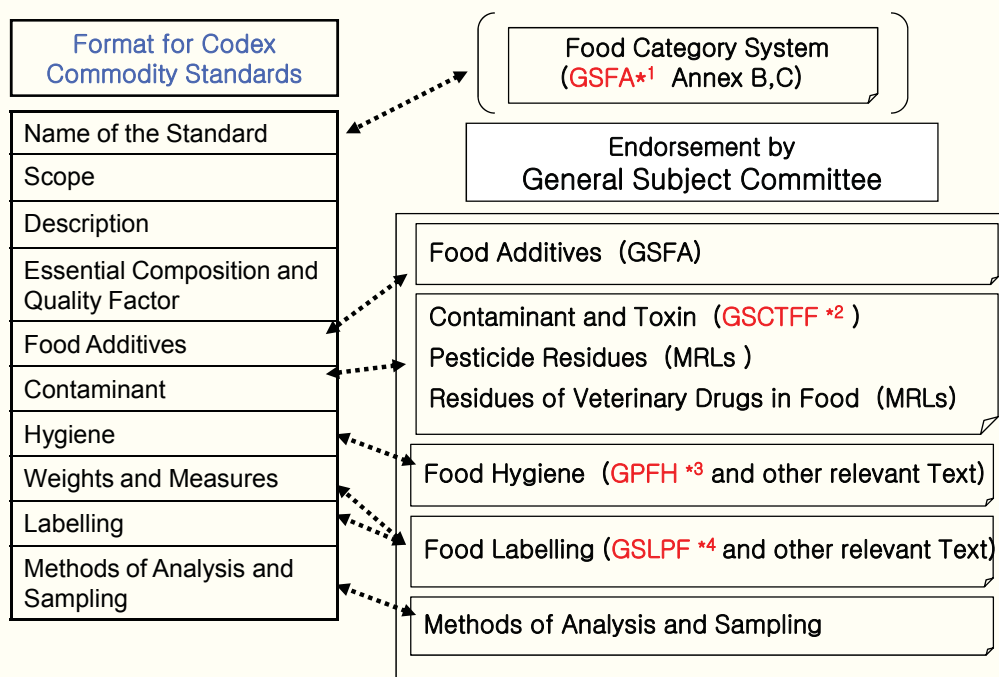 Format for Codex
Commodity Standards
Name of the Standard
Scope
Description
Essential Composition and
Quality Factor
Food Additives
Contaminant
Hygiene
Weights and Measures
Labelling
Methods of Analysis and
Sampling
Food Category System
(GSFA*1 Annex B,C)
Endorsement by
General Subject Committee
Food Additives (GSFA)
Contaminant and Toxin (GSCTFF *2 )
Pesticide Residues (MRLs )
Residues of Veterinary Drugs in Food (MRLs)
Food Hygiene (GPFH *3 and other relevant Text)
Food Labelling (GSLPF *4 and other relevant Text)
Methods of Analysis and Sampling